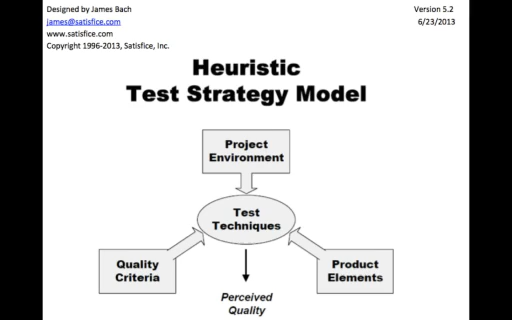 Designed by James Bach
Version 5.2
james@satisfice.com
6/23/2013
www.satisfice.com
Copyright 1996-2013, Satisfice, Inc.
Heuristic
Test Strategy Model
Project
Environment
Test
Techniques
Quality
Criteria
Product
Elements
Perceived
Quality